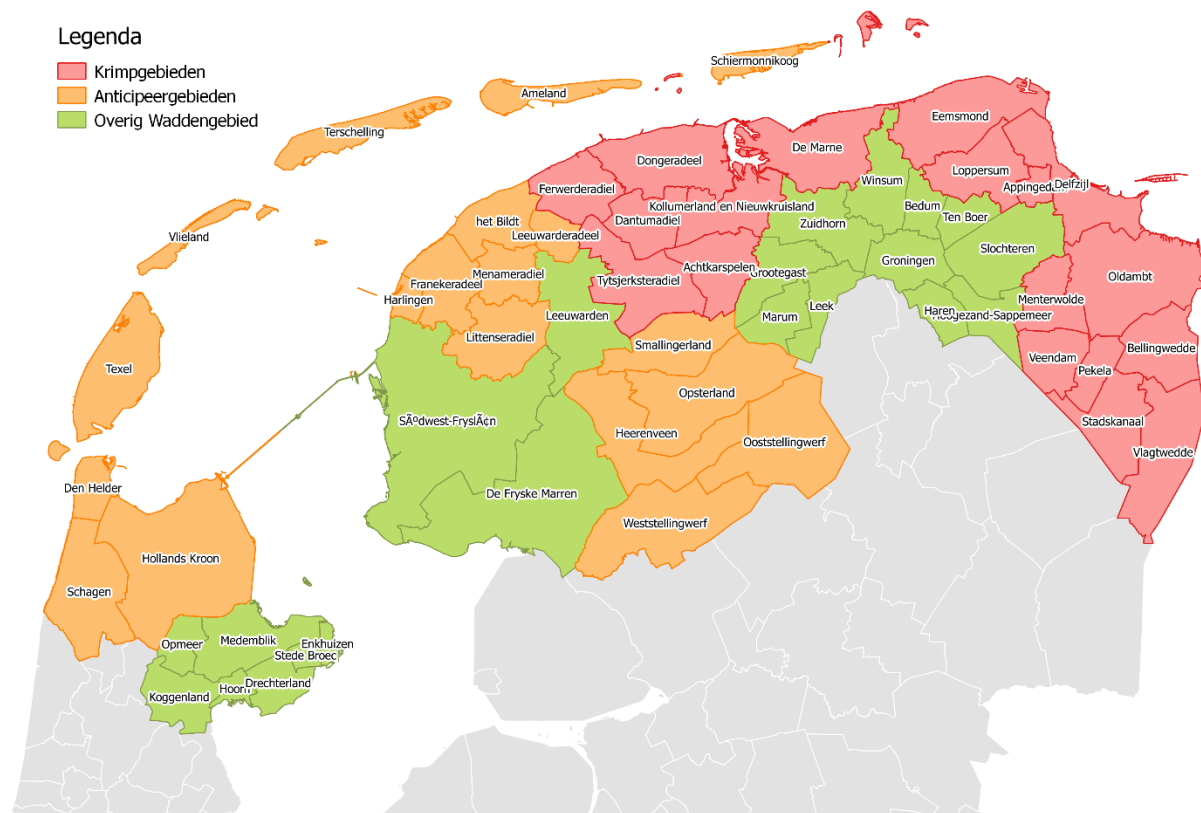 Legenda
Krimpgebieden
Anticipeergebieden
Overig Waddengebied
Schiermonnikoog
Ameland
Terschelling
Vlieland
Texel
Eemsmond
De Marne
Dongeradeel
Loppersum
Appingedam
Delfzijl
Ferwerderadiel
Winsum
Kollumerland en Nieuwkruisland
Bedum
Dantumadiel
Ten Boer
het Bildt
Zuidhorn
Leeuwarderadeel
Slochteren
Groningen
Achtkarspelen
Grootegast
Menameradiel
Oldambt
Tytsjerksteradiel
Franekeradeel
Harlingen
Menterwolde
Leek
Haren
Hoogezand-Sappemeer
Marum
Leeuwarden
Littenseradiel
Smallingerland
Bellingwedde
Veendam
Pekela
Opsterland
Súdwest-Fryslân
Stadskanaal
Heerenveen
Ooststellingwerf
Vlagtwedde
Den Helder
De Fryske Marren
Weststellingwerf
Hollands Kroon
Schagen
Medemblik
Opmeer
Enkhuizen
Stede Broec
Drechterland
Hoorn
Koggenland